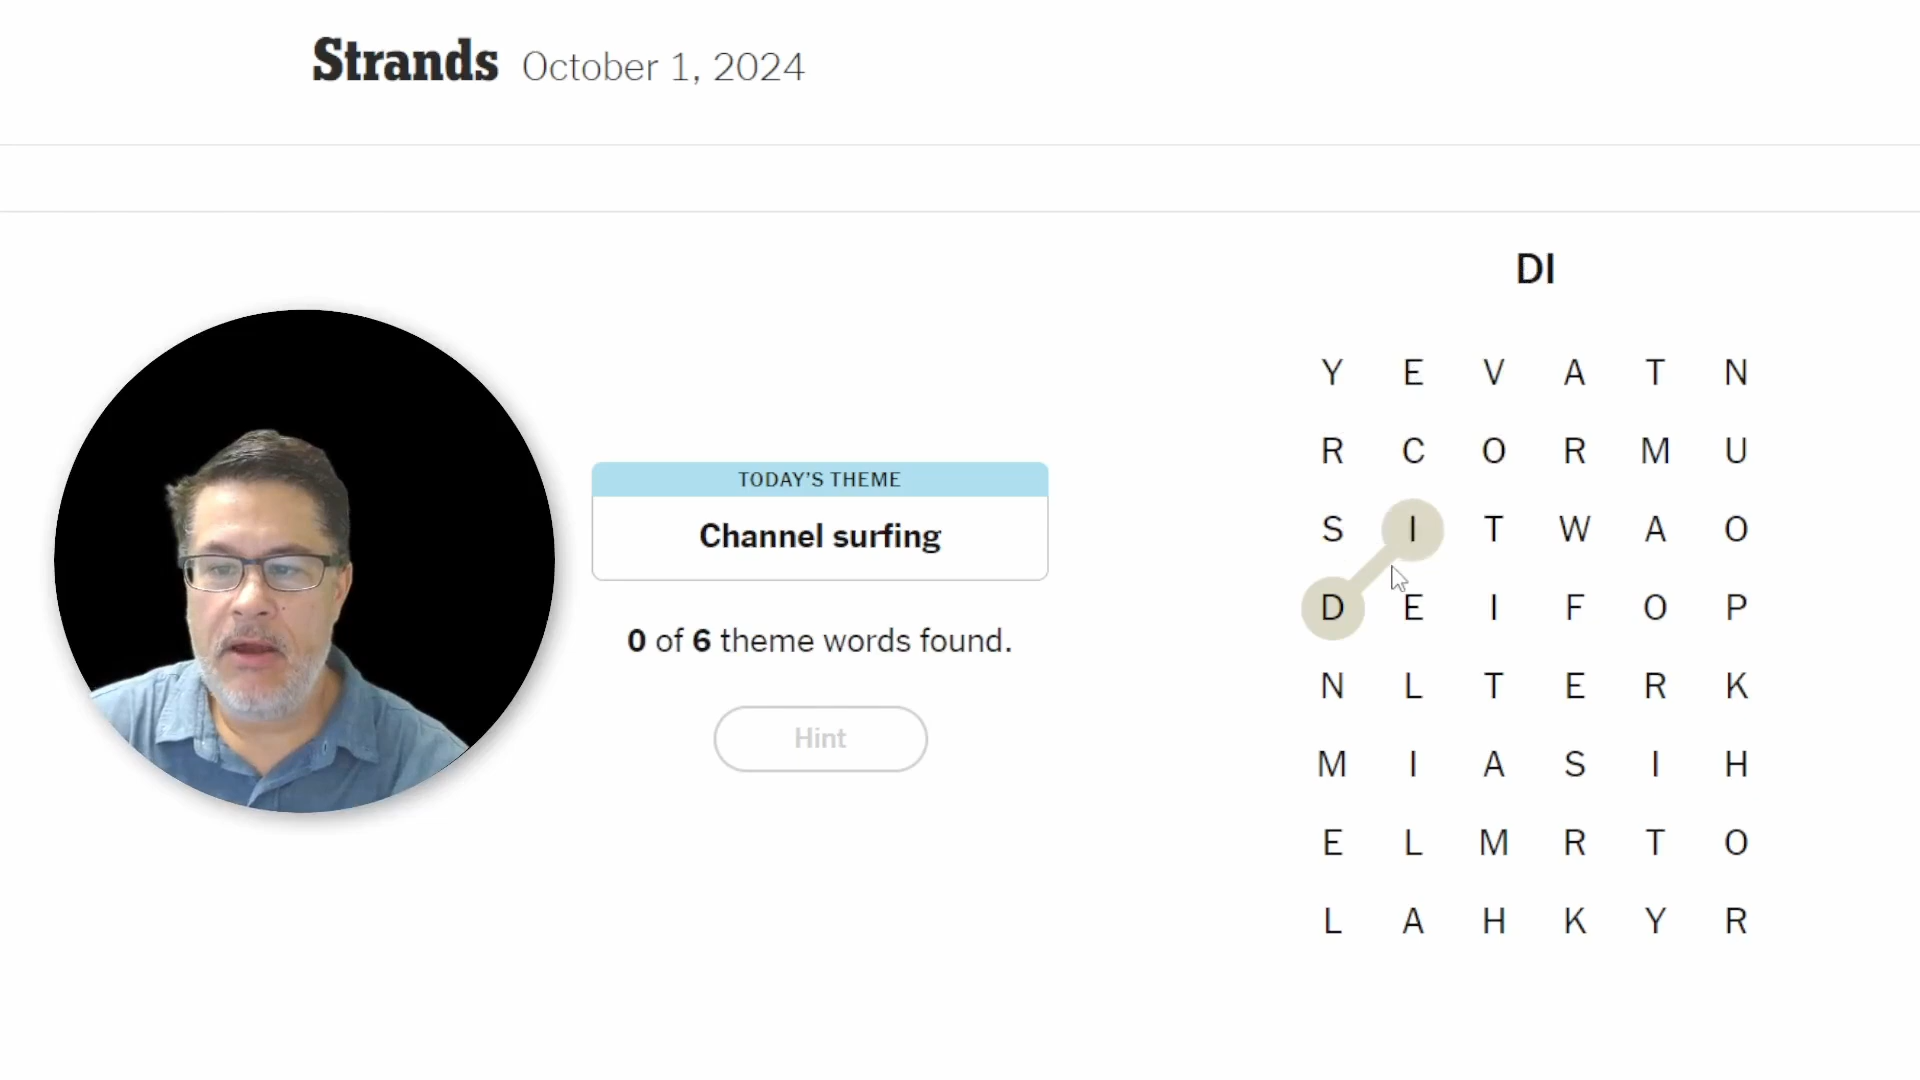 Strands October 1, 2024
DI
TODAY'S THEME
Channel surfing
0 of 6 theme words found.
Hint
Y E V A T N
R C O R M U
S I T W A O
D E I F O P
N L T E R K
M I A S I H
E L M R T O
L A H K Y R